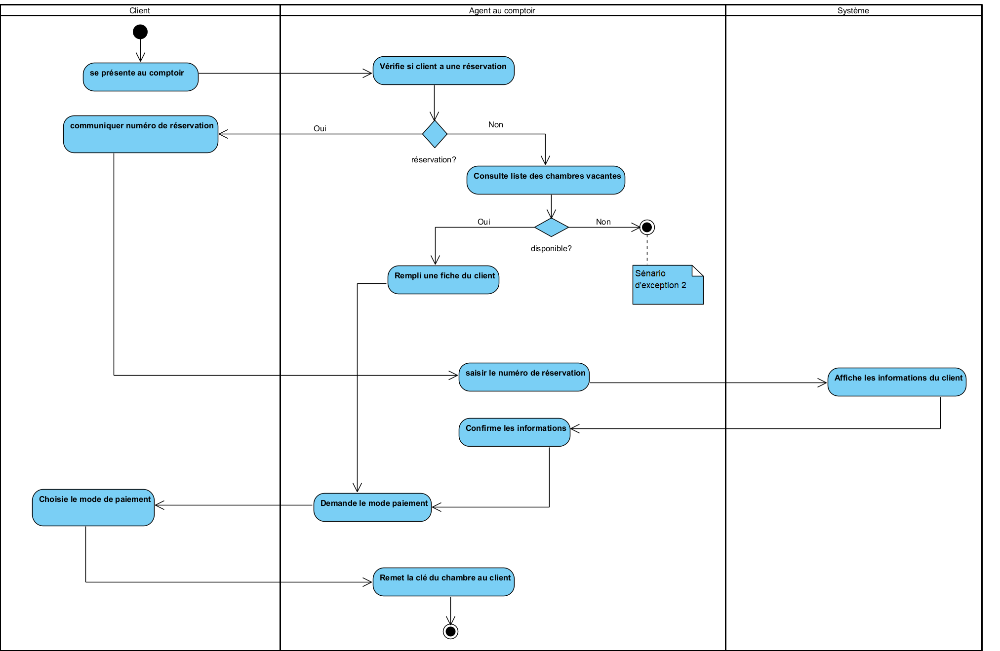 Client
Agent au comptoir
Système
se présente au comptoir
Vérifie si client a une réservation
communiquer numéro de réservation
Oui
Non
réservation?
Consulte liste des chambres vacantes
Oui
Non
disponible?
Rempli une fiche du client
Sénario
d'exception 2
saisir le numéro de réservation
Affiche les informations du client
Confirme les informations
Choisie le mode de paiement
Demande le mode paiement
Remet la clé du chambre au client